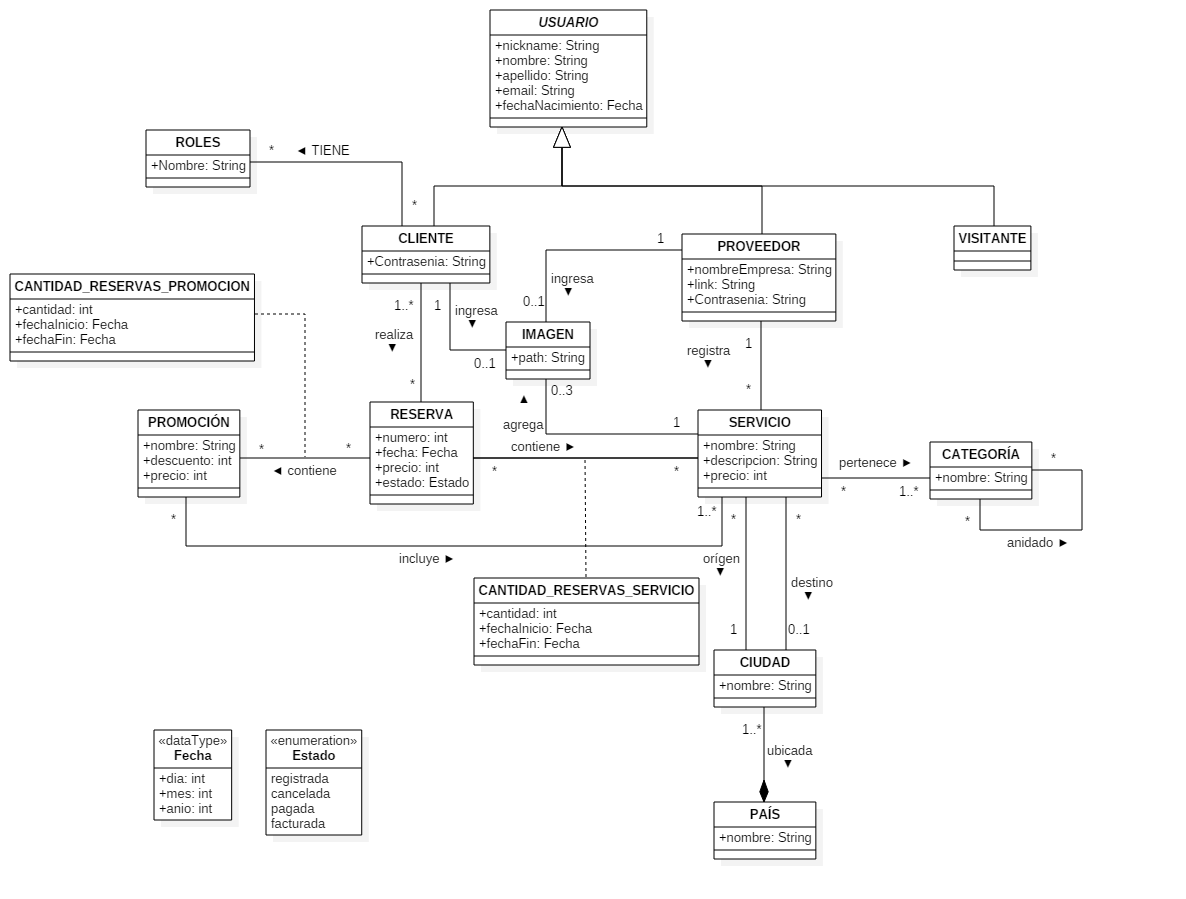 USUARIO
+nickname: String
+nombre: String
+apellido: String
+email: String
+fechaNacimiento: Fecha
ROLES
+Nombre: String
*
◄ TIENE
*
CLIENTE
+Contrasenia: String
PROVEEDOR
+nombreEmpresa: String
+link: String
+Contrasenia: String
VISITANTE
CANTIDAD_RESERVAS_PROMOCION
+cantidad: int
+fechaInicio: Fecha
+fechaFin: Fecha
1
ingresa
▼
0..1
1..*
realiza
▼
*
1
ingresa
▼
0..1
IMAGEN
+path: String
0..3
▲
agrega
1
1
registra
▼
*
PROMOCIÓN
+nombre: String
+descuento: int
+precio: int
*
◄ contiene
*
RESERVA
+numero: int
+fecha: Fecha
+precio: int
+estado: Estado
contiene ►
*
*
SERVICIO
+nombre: String
+descripcion: String
+precio: int
pertenece ►
*
1..*
CATEGORÍA
+nombre: String
*
*
anidado ►
*
incluye ►
1..*
*
orígen
▼
1
*
destino
▼
0..1
CANTIDAD_RESERVAS_SERVICIO
+cantidad: int
+fechaInicio: Fecha
+fechaFin: Fecha
CIUDAD
+nombre: String
1..*
ubicada
▼
PAÍS
+nombre: String
«dataType»
Fecha
+dia: int
+mes: int
+anio: int
«enumeration»
Estado
registrada
cancelada
pagada
facturada